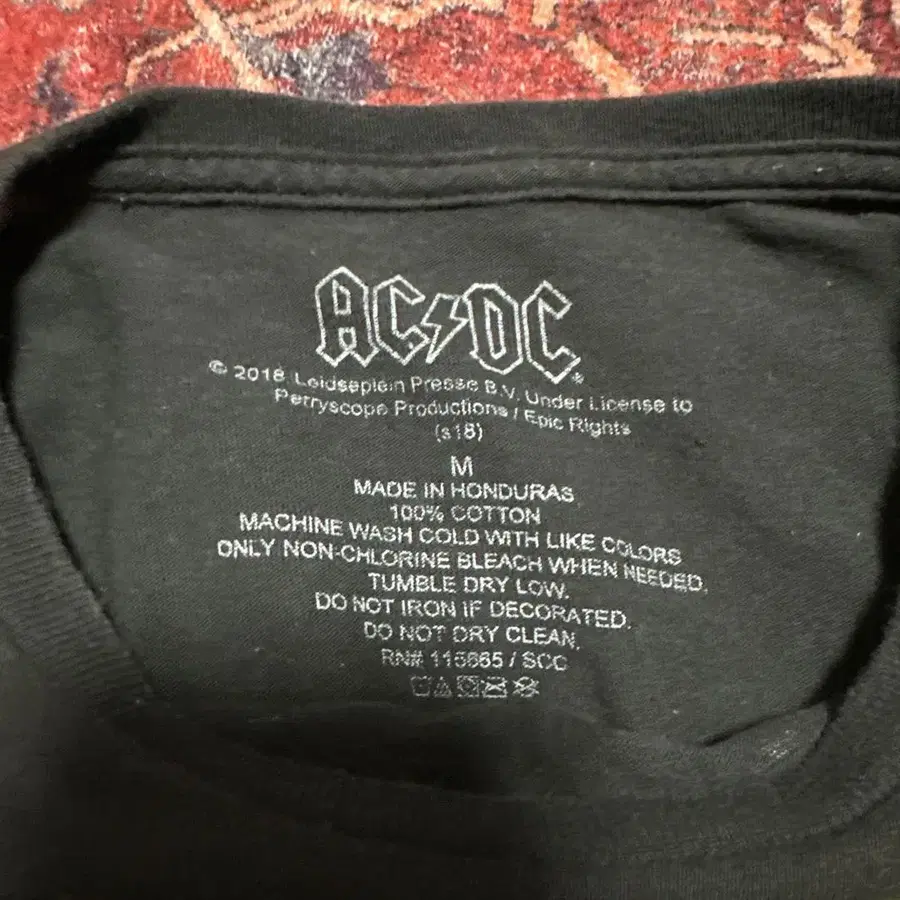 AC⚡DC®
© 2018 Leidseplein Presse B.V. Under License to
Perryscope Productions / Epic Rights
(s18)
M
MADE IN HONDURAS
100% COTTON
MACHINE WASH COLD WITH LIKE COLORS
ONLY NON-CHLORINE BLEACH WHEN NEEDED.
TUMBLE DRY LOW.
DO NOT IRON IF DECORATED.
DO NOT DRY CLEAN.
RN# 115665 / SCC